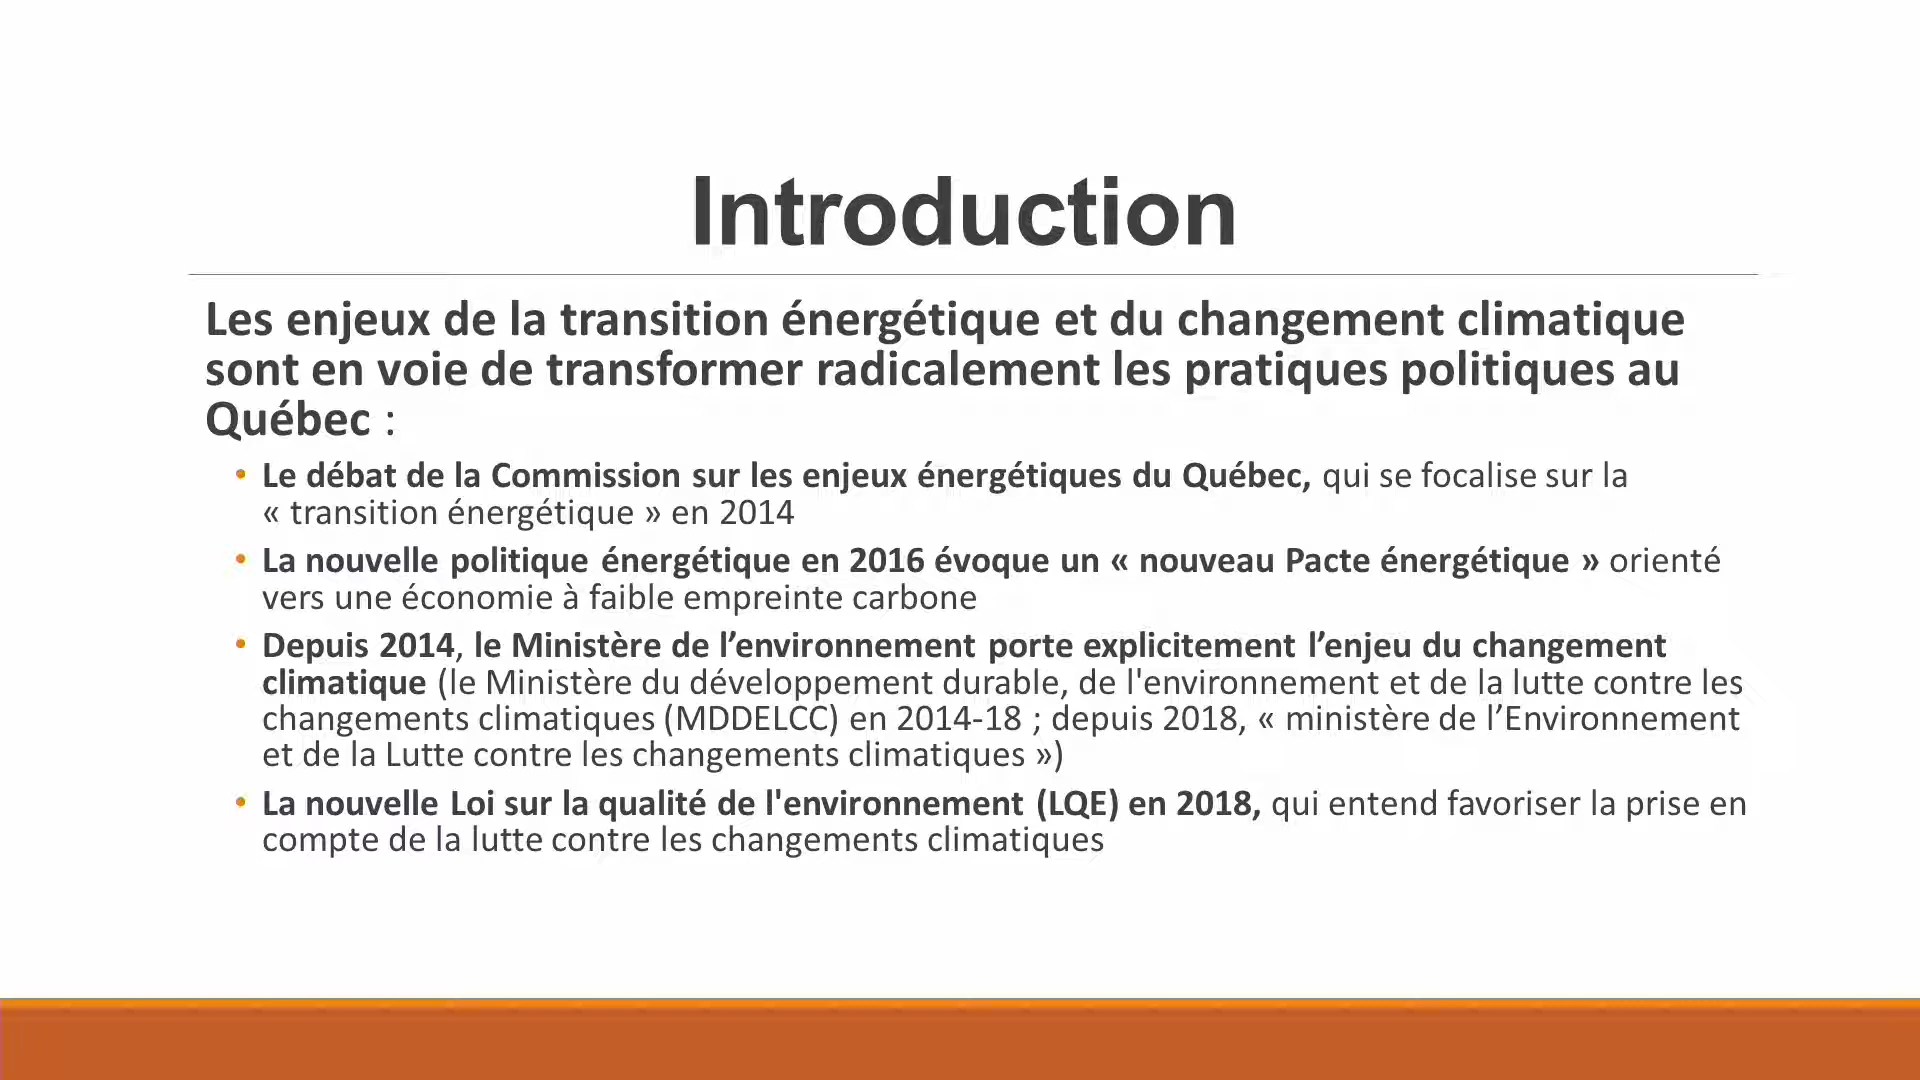 Introduction
Les enjeux de la transition énergétique et du changement climatique
sont en voie de transformer radicalement les pratiques politiques au
Québec :
• Le débat de la Commission sur les enjeux énergétiques du Québec, qui se focalise sur la
« transition énergétique » en 2014
• La nouvelle politique énergétique en 2016 évoque un « nouveau Pacte énergétique » orienté
vers une économie à faible empreinte carbone
• Depuis 2014, le Ministère de l’environnement porte explicitement l’enjeu du changement
climatique (le Ministère du développement durable, de l'environnement et de la lutte contre les
changements climatiques (MDDELCC) en 2014-18 ; depuis 2018, « ministère de l’Environnement
et de la Lutte contre les changements climatiques »)
• La nouvelle Loi sur la qualité de l'environnement (LQE) en 2018, qui entend favoriser la prise en
compte de la lutte contre les changements climatiques